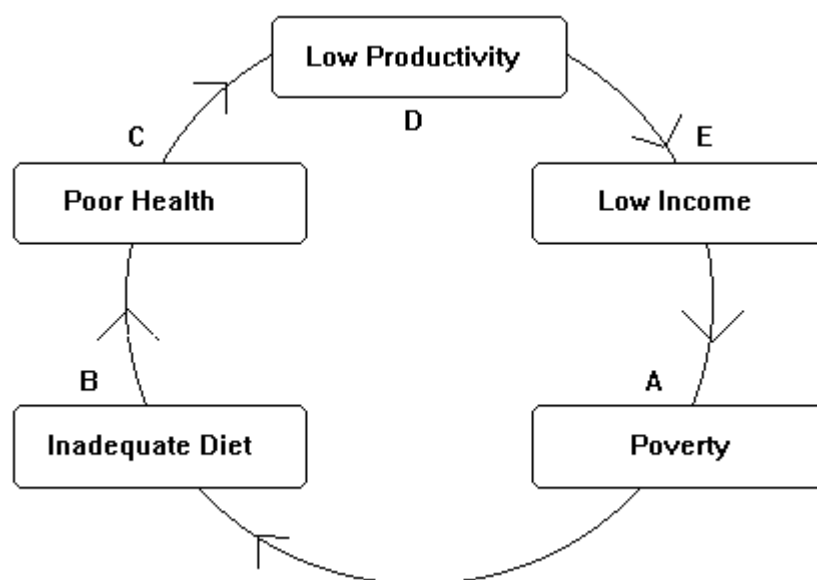 Low Productivity
D
C
E
Poor Health
Low Income
B
A
Inadequate Diet
Poverty